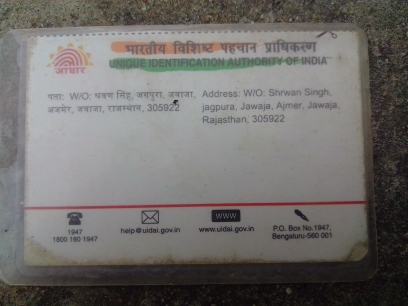 भारतीय विशिष्ट पहचान प्राधिकरण
UNIQUE IDENTIFICATION AUTHORITY OF INDIA
आधार
पता: W/O: श्रवण सिंह, जगपुरा, जवाजा,
अजमेर, जवाजा, राजस्थान, 305922
Address: W/O: Shrwan Singh,
jagpura, Jawaja, Ajmer, Jawaja,
Rajasthan, 305922
1947
1800 180 1947
help@uidai.gov.in
WWW
www.uidai.gov.in
P.O. Box No.1947,
Bengaluru-560 001